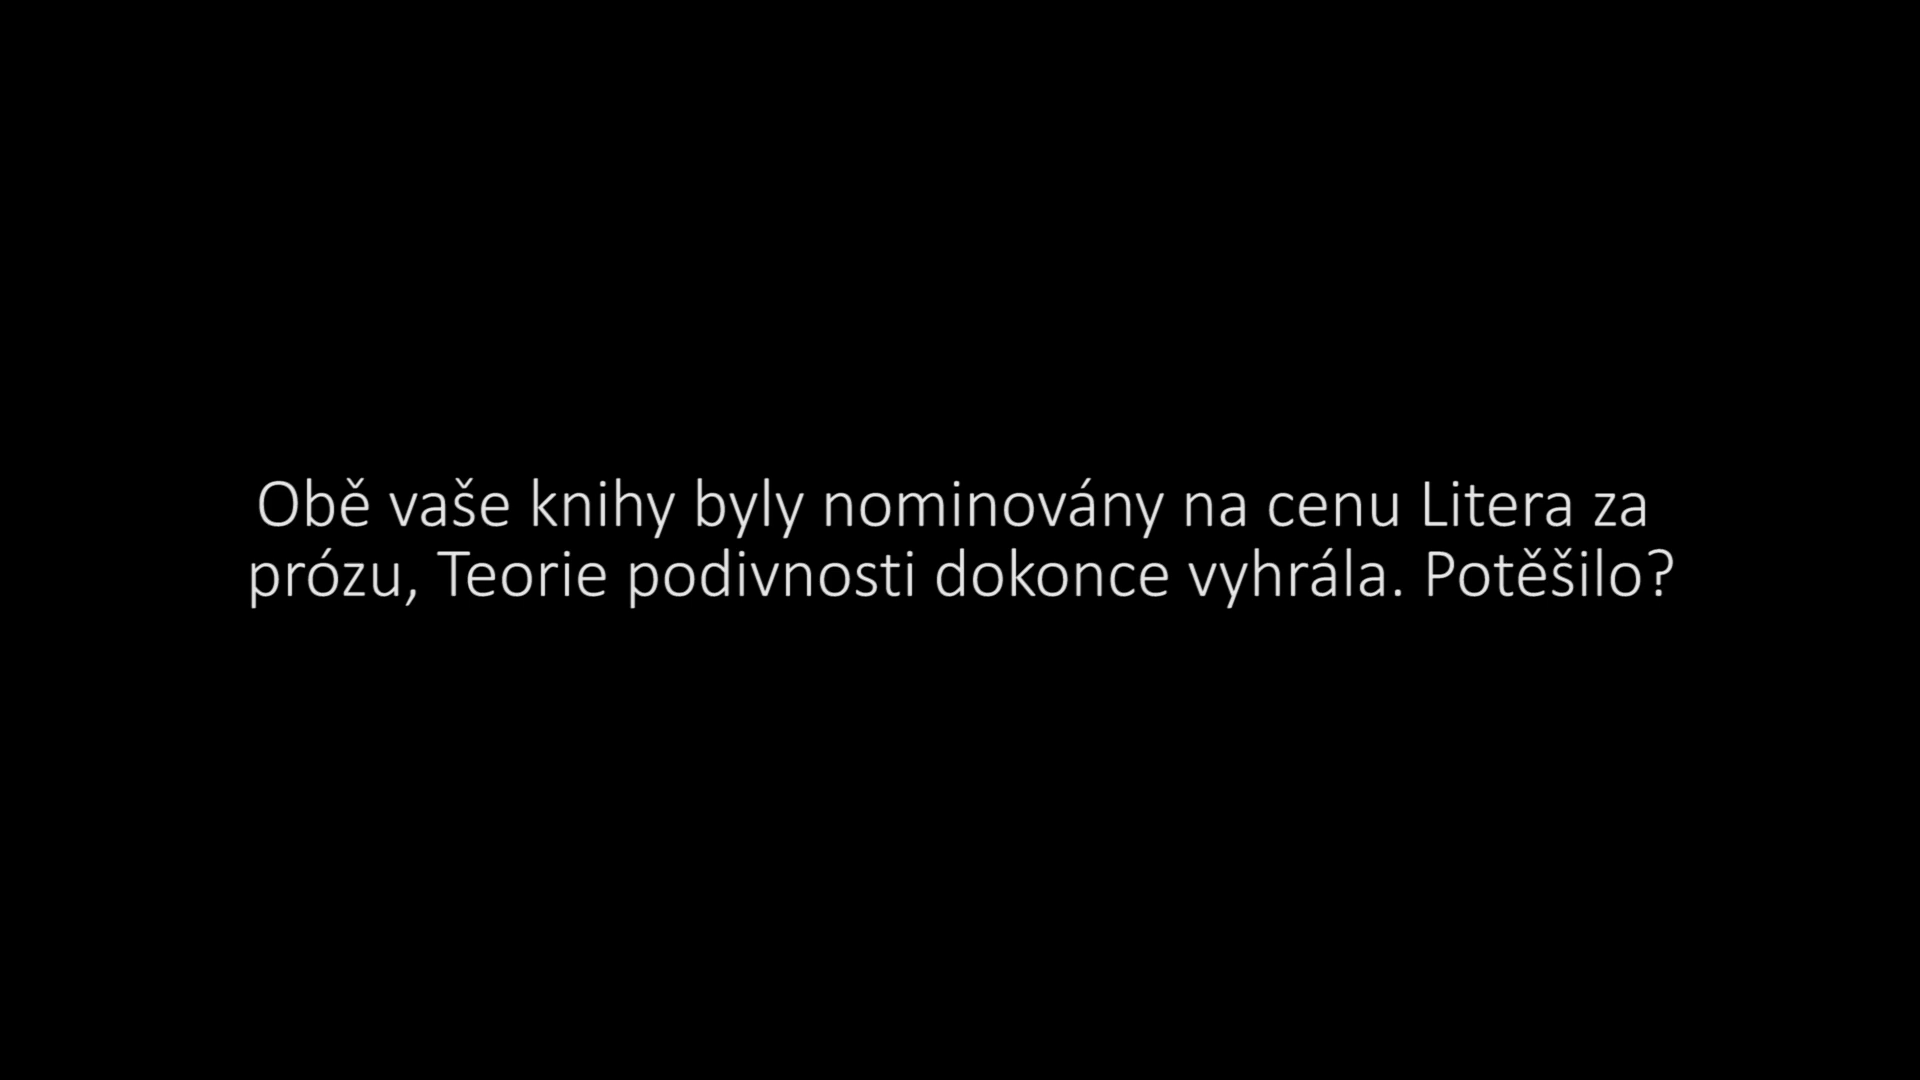 Obě vaše knihy byly nominovány na cenu Litera za
prózu, Teorie podivnosti dokonce vyhrála. Potěšilo?